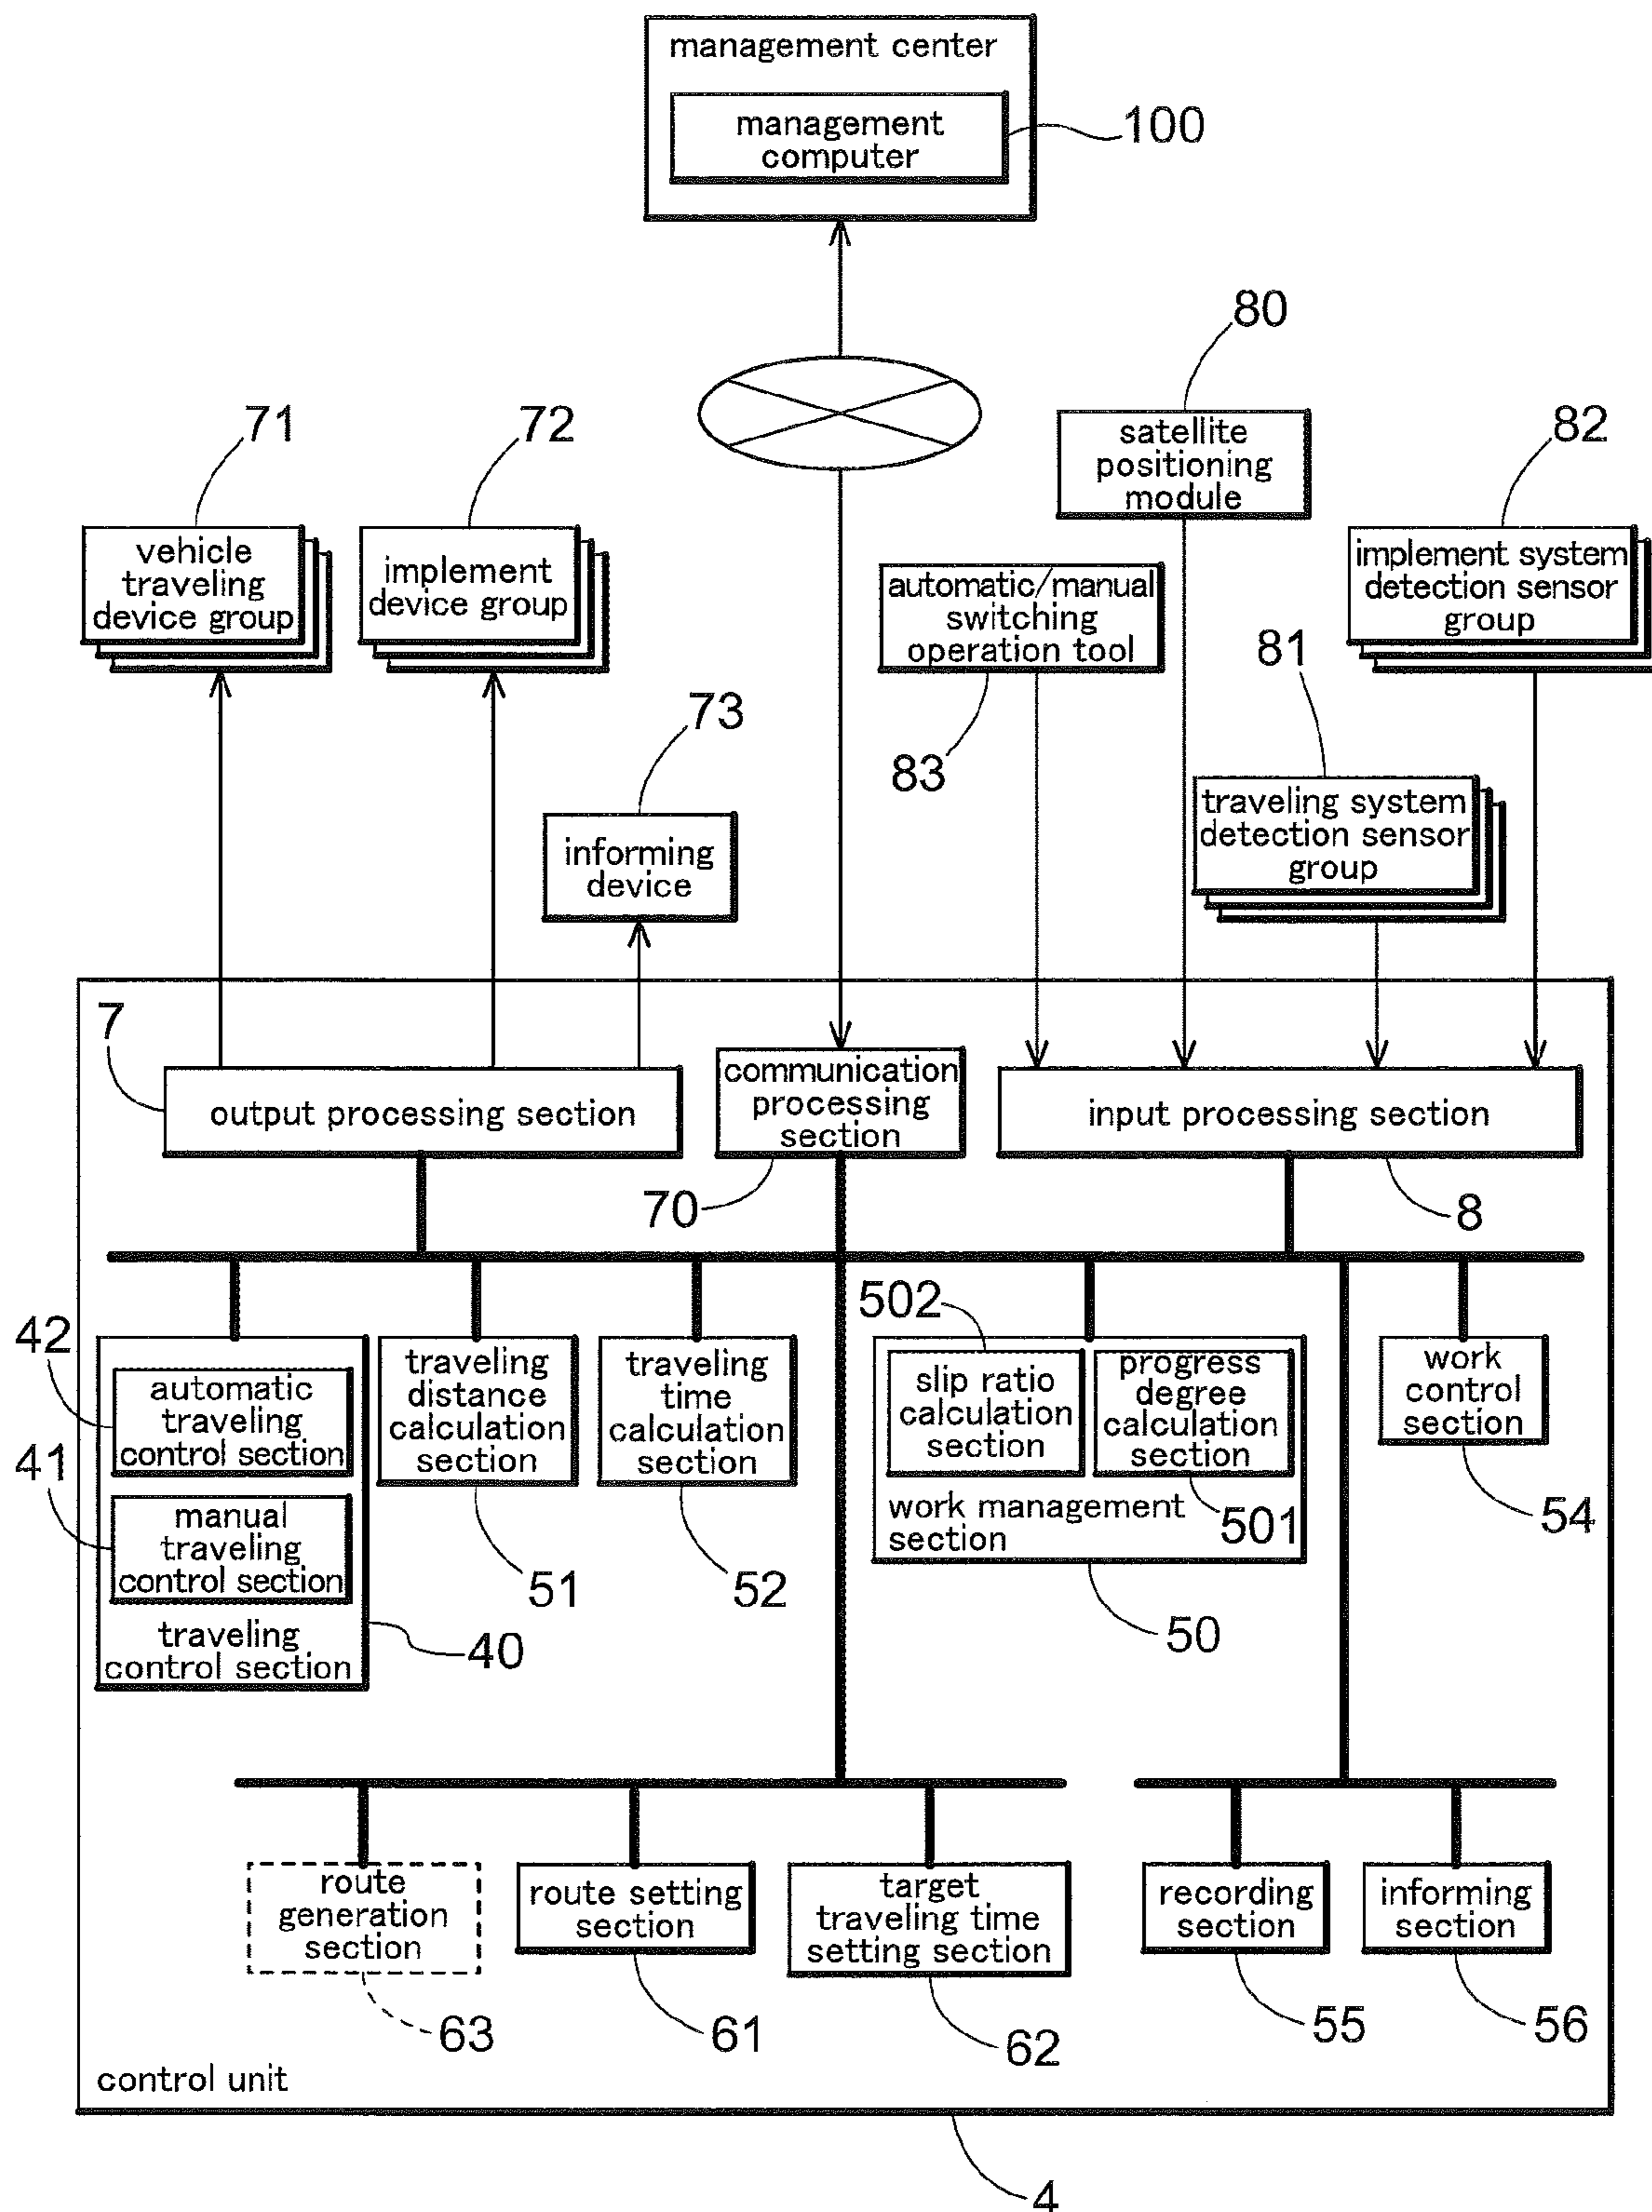 management center
management
computer
100
80
satellite
positioning
module
71
72
82
vehicle
traveling
device group
implement
device group
automatic/manual
switching
operation tool
implement system
detection sensor
group
81
73
83
traveling system
detection sensor
group
informing
device
7
output processing section
communication
processing
section
input processing section
70
8
502
42
automatic
traveling
control section
traveling
distance
calculation
section
traveling
time
calculation
section
slip ratio
calculation
section
progress
degree
calculation
section
work
control
section
41
manual
traveling
control section
work management
section
501
54
51
52
50
traveling
control section
40
route
generation
section
route setting
section
target
traveling time
setting section
recording
section
informing
section
63
61
62
55
56
control unit
4